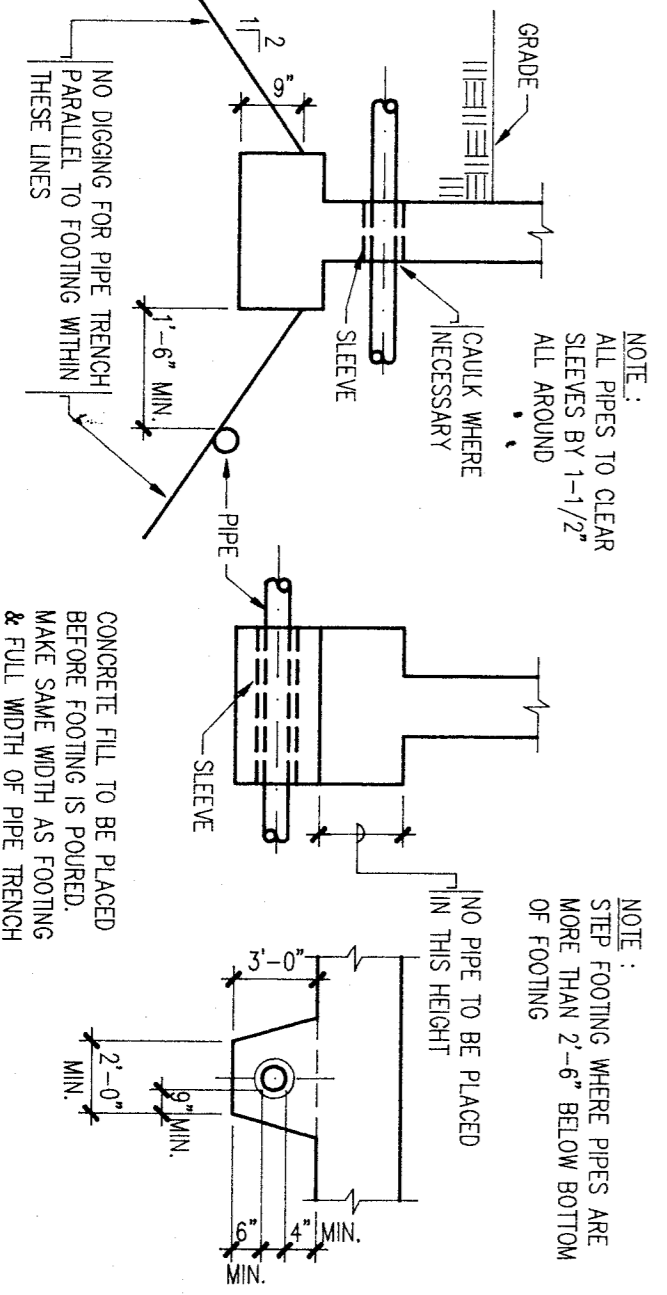 NOTE :
ALL PIPES TO CLEAR
SLEEVES BY 1-1/2"
ALL AROUND
GRADE
CAULK WHERE
NECESSARY
SLEEVE
1
2
9"
1'-6" MIN.
NO DIGGING FOR PIPE TRENCH
PARALLEL TO FOOTING WITHIN
THESE LINES
PIPE
SLEEVE
CONCRETE FILL TO BE PLACED
BEFORE FOOTING IS POURED.
MAKE SAME WIDTH AS FOOTING
& FULL WIDTH OF PIPE TRENCH
NOTE :
STEP FOOTING WHERE PIPES ARE
MORE THAN 2'-6" BELOW BOTTOM
OF FOOTING
NO PIPE TO BE PLACED
IN THIS HEIGHT
3'-0"
2'-0"
MIN.
9"
MIN.
6"
MIN.
4" MIN.